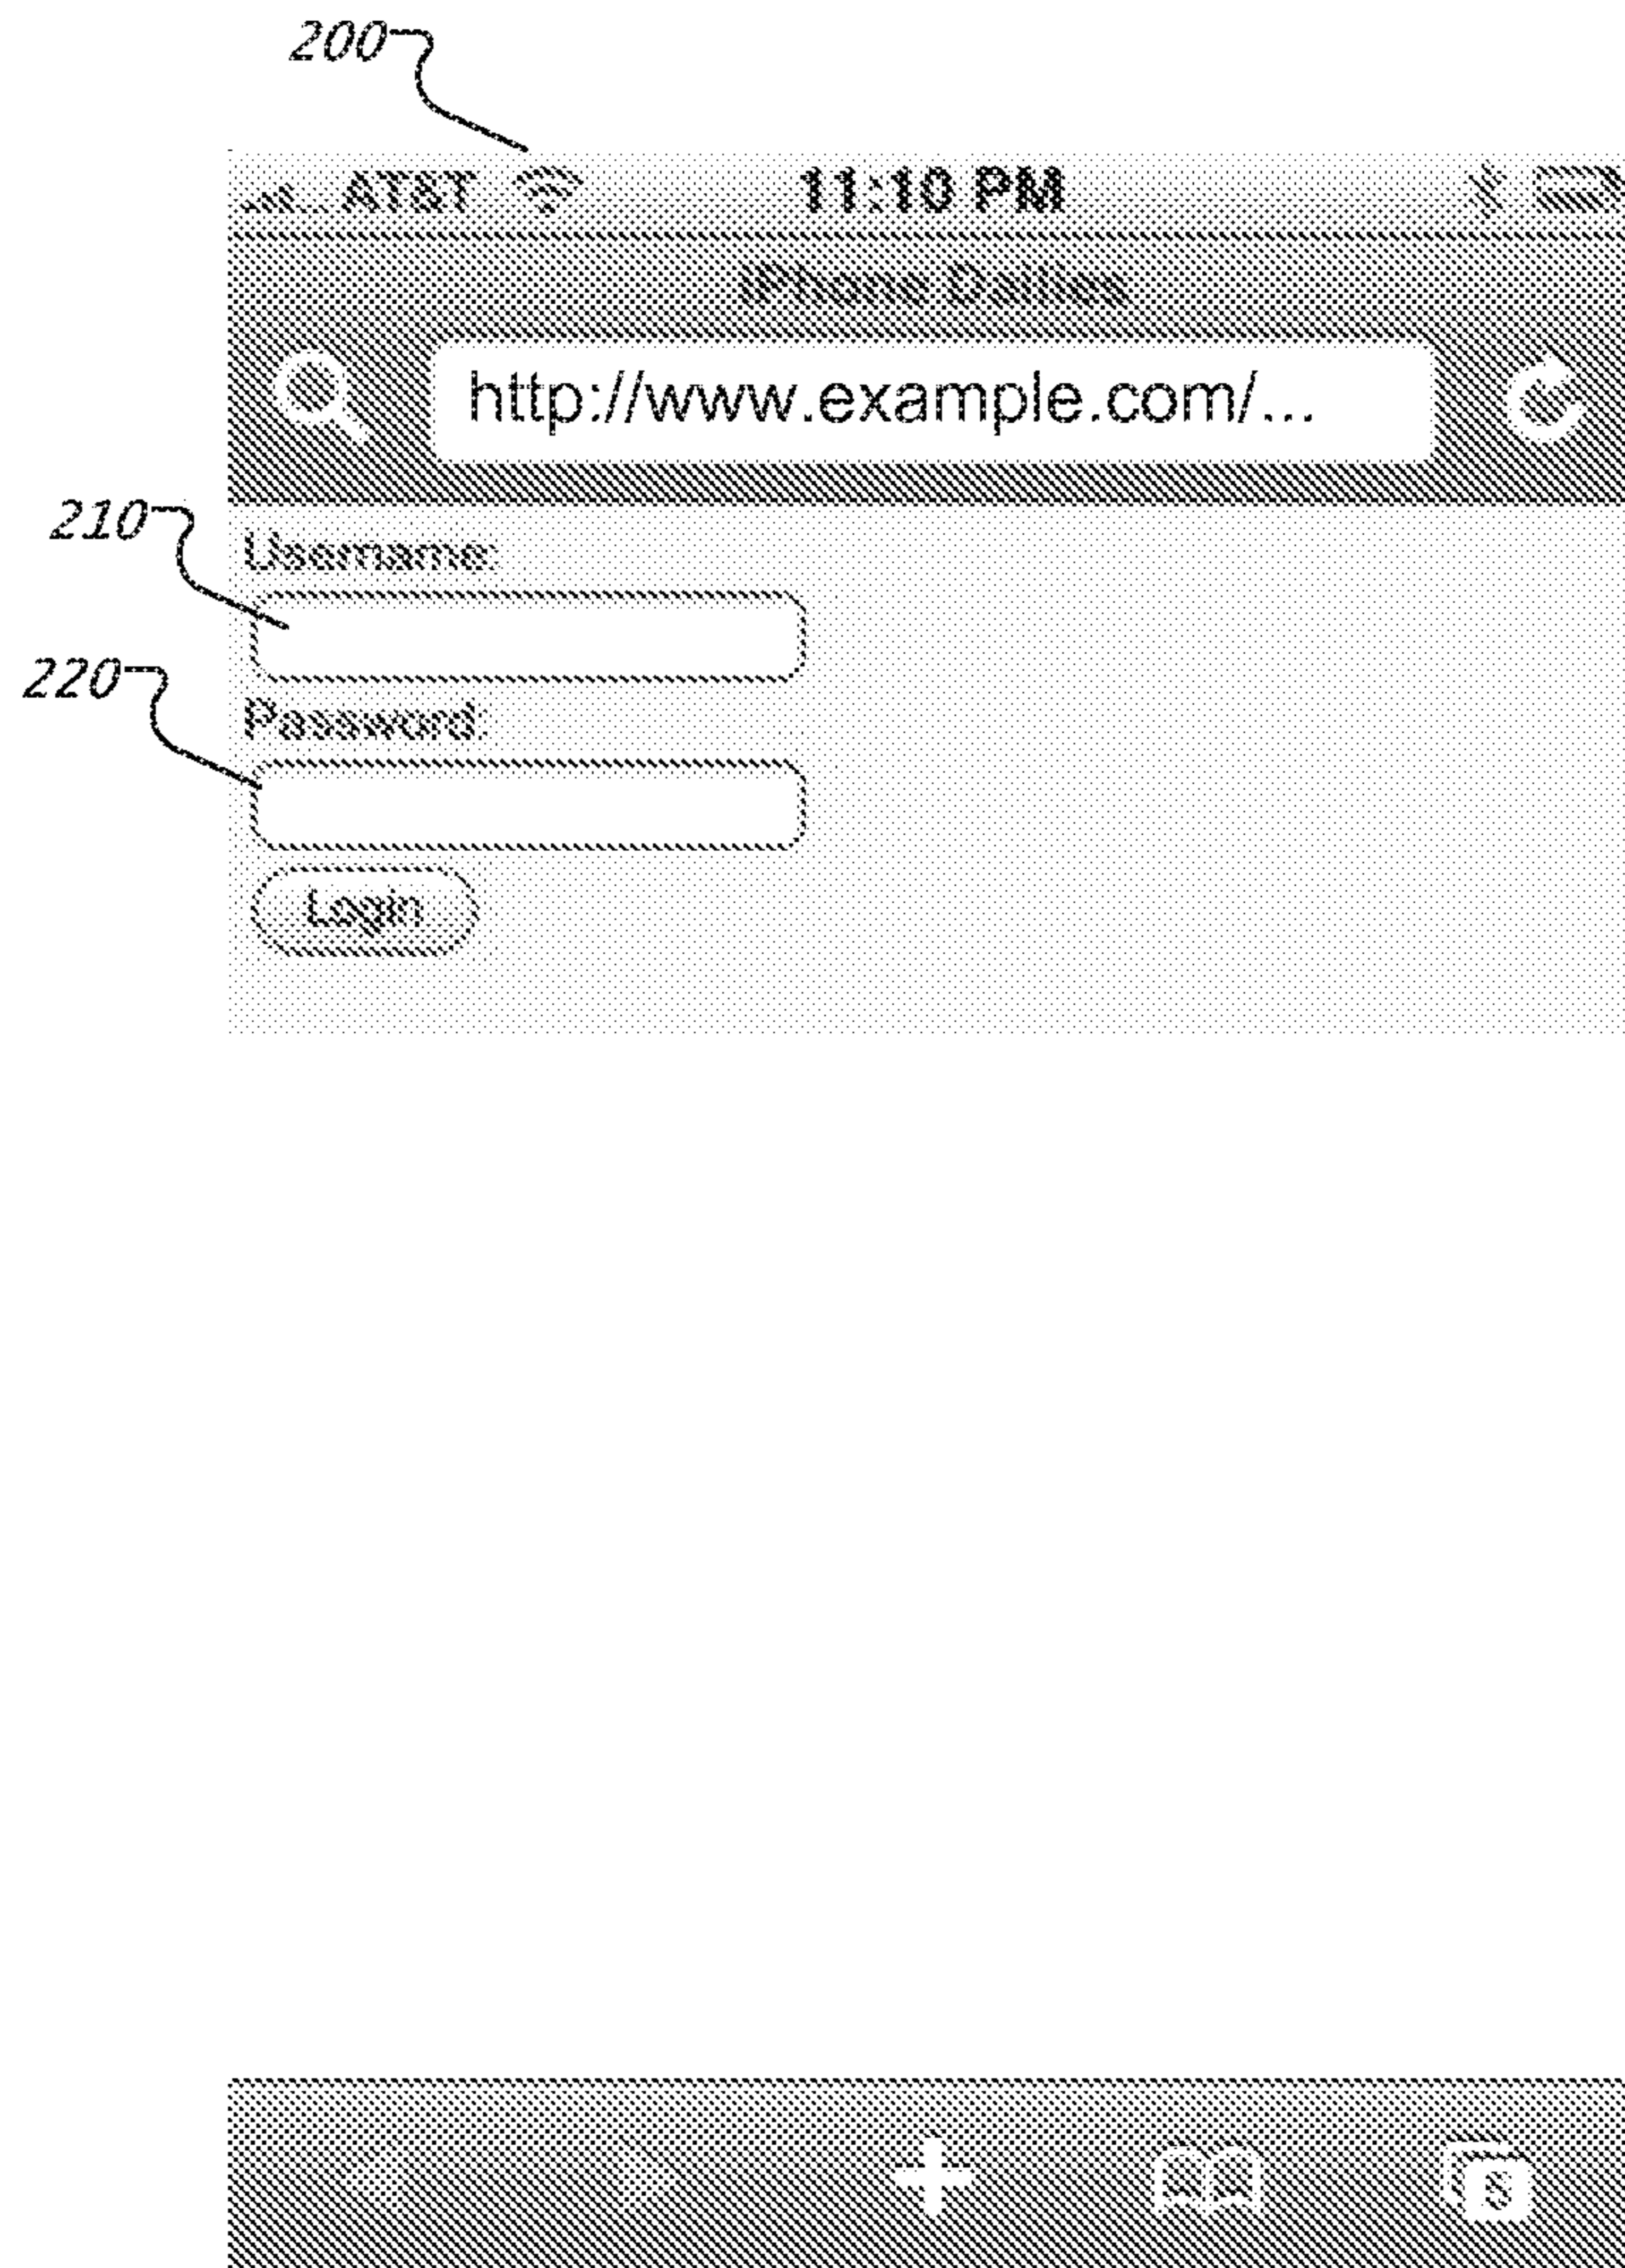 200
AT&T 11:10 PM
iPhone Dailies
http://www.example.com/...
210
Username:
220
Password:
Login